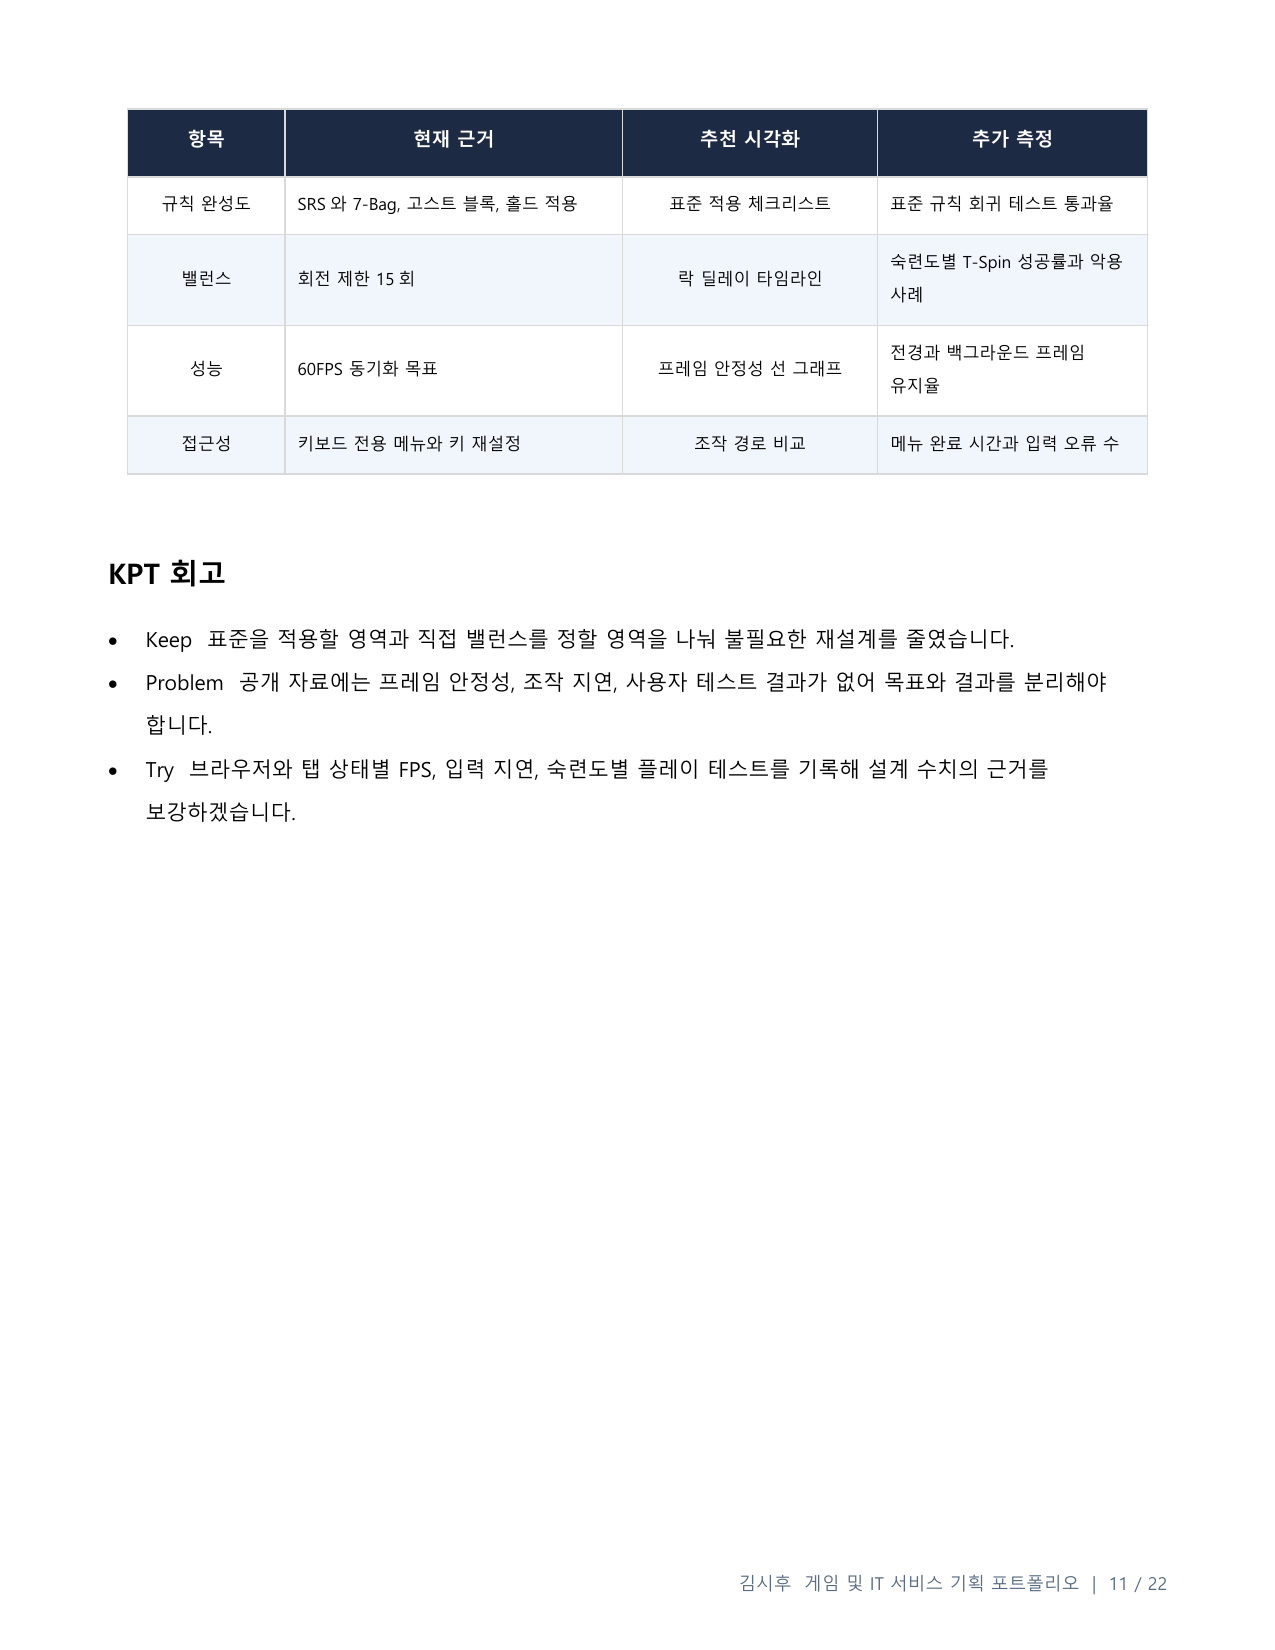 항목 현재 근거 추천 시각화 추가 측정
규칙 완성도 SRS 와 7-Bag, 고스트 블록, 홀드 적용 표준 적용 체크리스트 표준 규칙 회귀 테스트 통과율
밸런스 회전 제한 15 회 락 딜레이 타임라인 숙련도별 T-Spin 성공률과 악용
사례
성능 60FPS 동기화 목표 프레임 안정성 선 그래프 전경과 백그라운드 프레임
유지율
접근성 키보드 전용 메뉴와 키 재설정 조작 경로 비교 메뉴 완료 시간과 입력 오류 수
KPT 회고
• Keep 표준을 적용할 영역과 직접 밸런스를 정할 영역을 나눠 불필요한 재설계를 줄였습니다.
• Problem 공개 자료에는 프레임 안정성, 조작 지연, 사용자 테스트 결과가 없어 목표와 결과를 분리해야
합니다.
• Try 브라우저와 탭 상태별 FPS, 입력 지연, 숙련도별 플레이 테스트를 기록해 설계 수치의 근거를
보강하겠습니다.
김시후 게임 및 IT 서비스 기획 포트폴리오 | 11 / 22